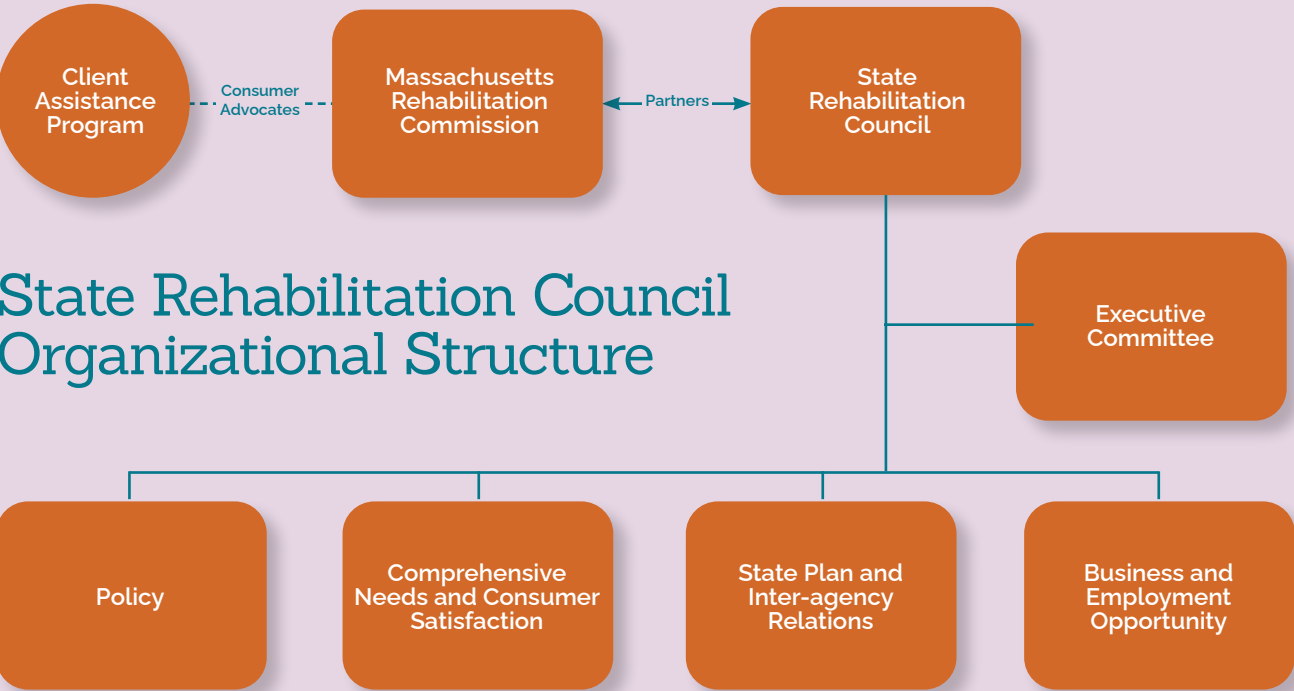 Client
Assistance
Program
Consumer
Advocates
Massachusetts
Rehabilitation
Commission
Partners
State
Rehabilitation
Council
State Rehabilitation Council
Organizational Structure
Executive
Committee
Policy
Comprehensive
Needs and Consumer
Satisfaction
State Plan and
Inter-agency
Relations
Business and
Employment
Opportunity